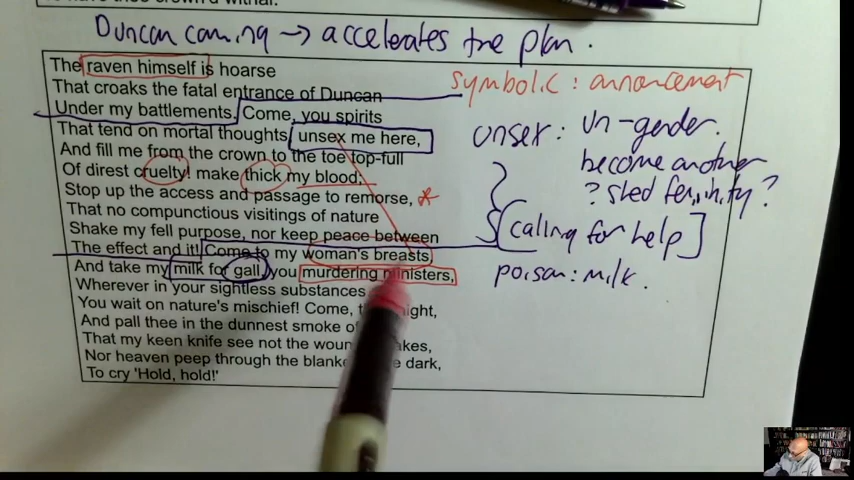 Duncan coming → accelerates the plan.
The raven himself is hoarse
That croaks the fatal entrance of Duncan
Under my battlements. Come, you spirits
That tend on mortal thoughts, unsex me here,
And fill me from the crown to the toe top-full
Of direst cruelty! make thick my blood;
Stop up the access and passage to remorse,
That no compunctious visitings of nature
Shake my fell purpose, nor keep peace between
The effect and it! Come to my woman's breasts,
And take my milk for gall, you murdering ministers,
Wherever in your sightless substances
You wait on nature's mischief! Come, night,
And pall thee in the dunnest smoke of
That my keen knife see not the
Nor heaven peep through the dark,
To cry 'Hold, hold!'
symbolic: announcement
unsex: un-gender.
become another
? shed femininity?
[calling for help]
poison: milk.